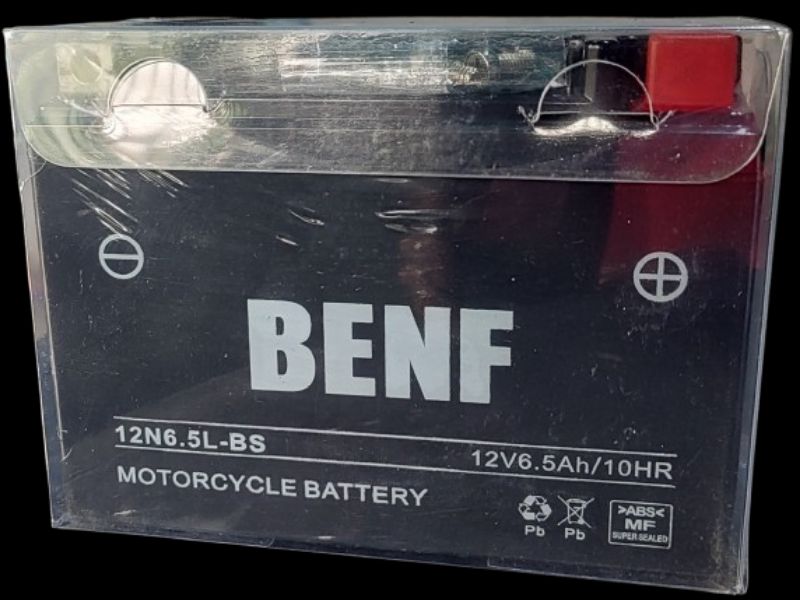 BENF
12N6.5L-BS
12V6.5Ah/10HR
MOTORCYCLE BATTERY
Pb
Pb
>ABS<
MF
SUPER SEALED